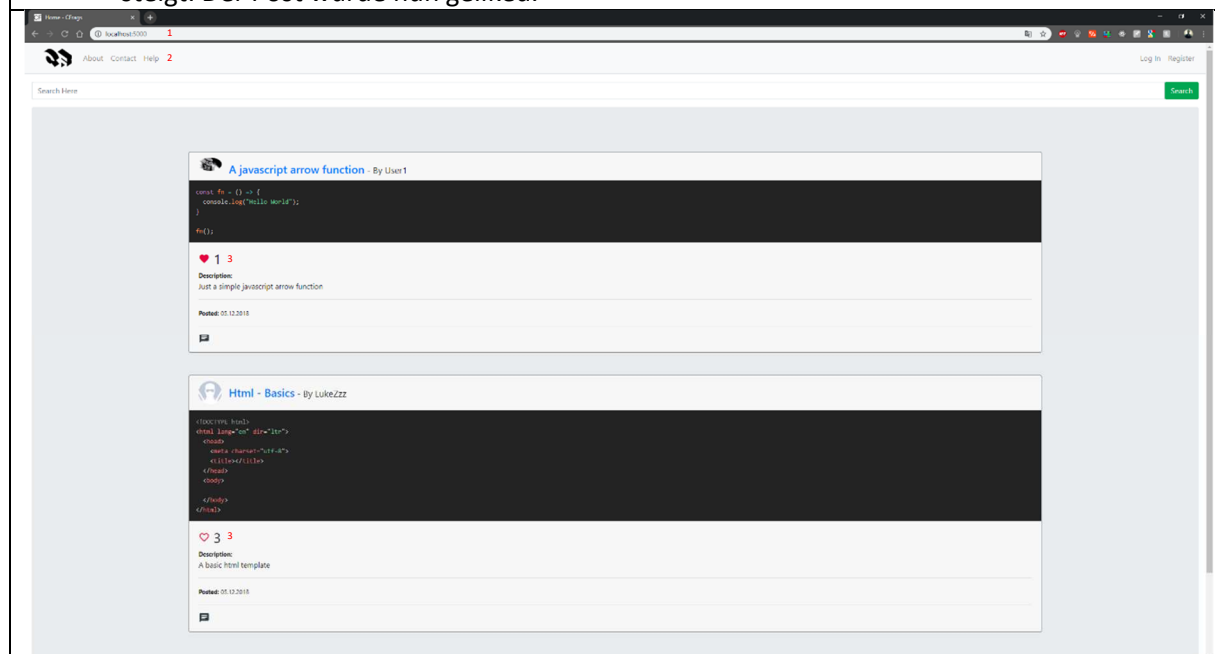 steigt. Der Post wurde nun geliked.
Home - CFrags
localhost:5000 1
About Contact Help 2
Log In Register
Search Here
Search
A javascript arrow function - By User1
const fn = () => {
console.log("Hello World");
}
fn();
1 3
Description:
Just a simple javascript arrow function
Posted: 05.12.2018
Html - Basics - By LukeZzz
<!DOCTYPE html>
<html lang="en" dir="ltr">
<head>
<meta charset="utf-8">
<title></title>
</head>
<body>
</body>
</html>
3 3
Description:
A basic html template
Posted: 05.12.2018